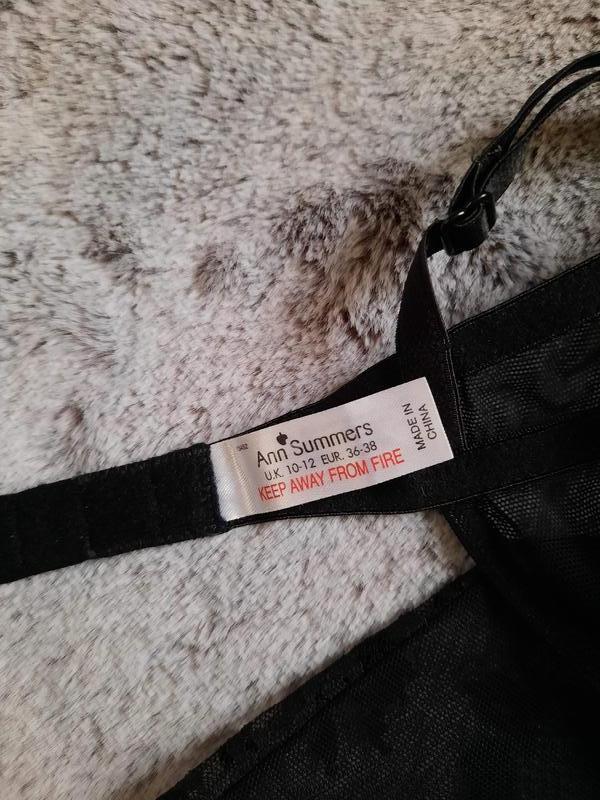 Ann Summers
U.K. 10-12 EUR. 36-38
KEEP AWAY FROM FIRE
MADE IN
CHINA